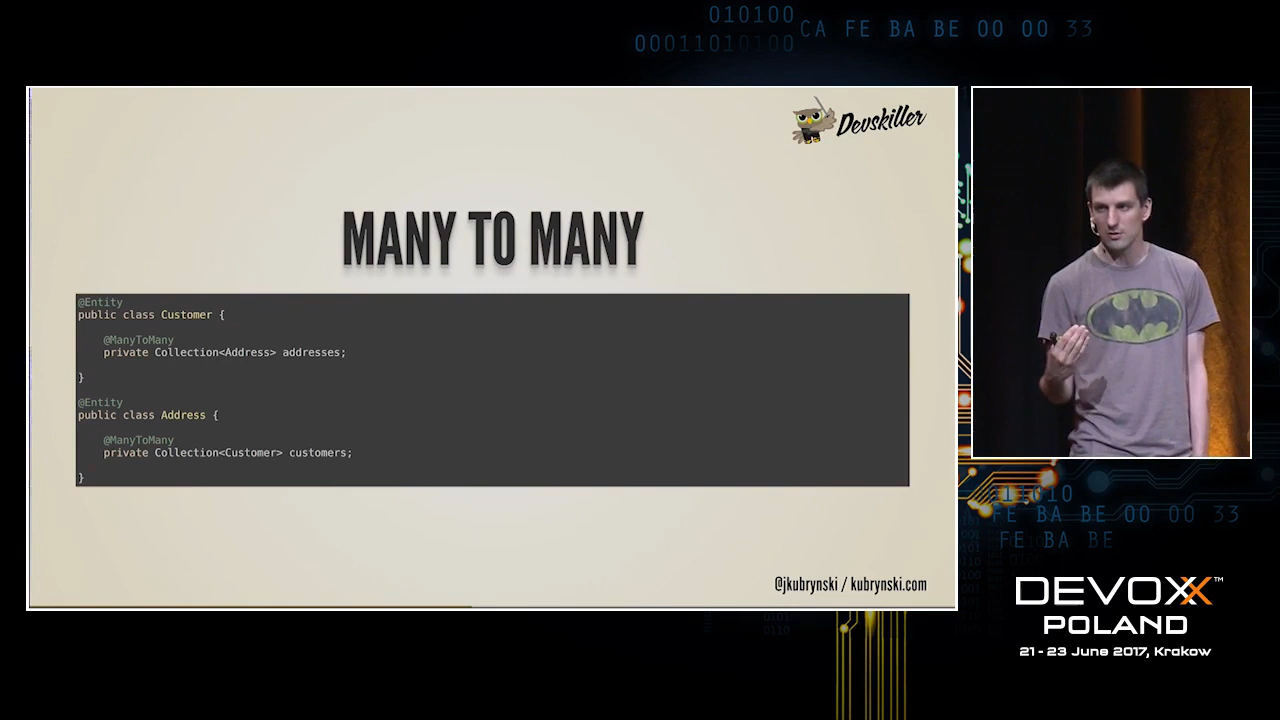 010100
00011010100
CA FE BA BE 00 00 33
Devskiller
MANY TO MANY
@Entity
public class Customer {
@ManyToMany
private Collection<Address> addresses;
}
@Entity
public class Address {
@ManyToMany
private Collection<Customer> customers;
}
@jkubrynski / kubrynski.com
011010
FE BA BE 00 00 33
FE BA BE
DEVOXX™
POLAND
21 - 23 June 2017, Krakow